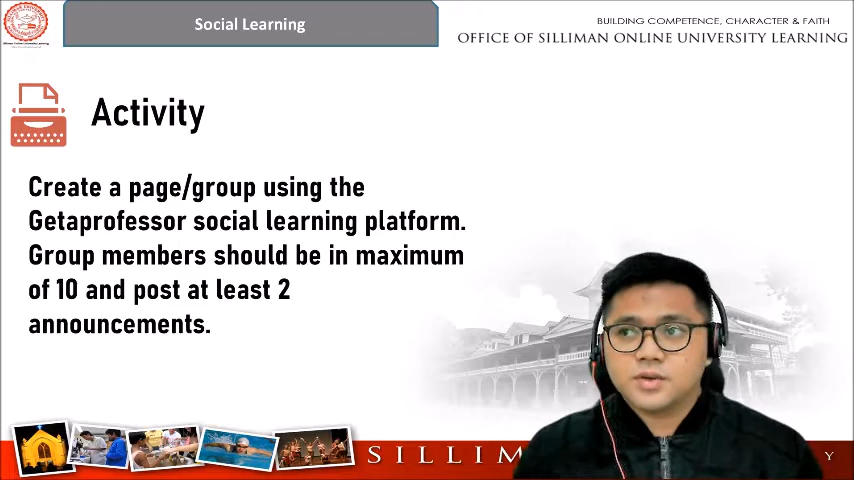 Social Learning
BUILDING COMPETENCE, CHARACTER & FAITH
OFFICE OF SILLIMAN ONLINE UNIVERSITY LEARNING
Activity
Create a page/group using the
Getaprofessor social learning platform.
Group members should be in maximum
of 10 and post at least 2
announcements.
SILLIM
Y